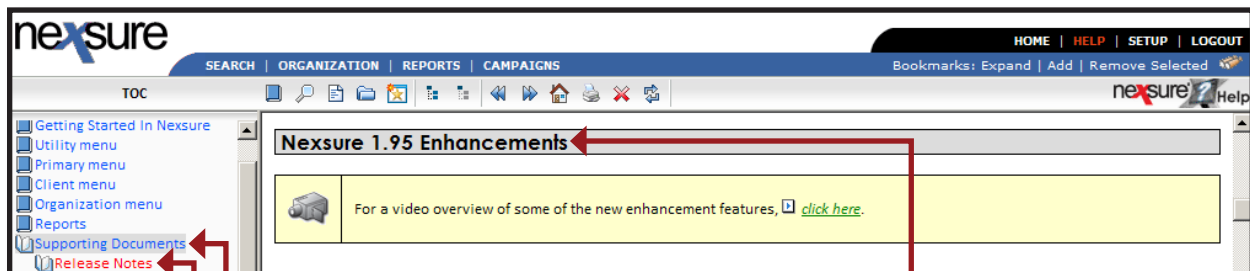 nexsure
HOME | HELP | SETUP | LOGOUT
SEARCH | ORGANIZATION | REPORTS | CAMPAIGNS
Bookmarks: Expand | Add | Remove Selected
TOC
nexsure Help
Getting Started In Nexsure
Utility menu
Primary menu
Client menu
Organization menu
Reports
Supporting Documents
Release Notes
Nexsure 1.95 Enhancements
For a video overview of some of the new enhancement features, click here.